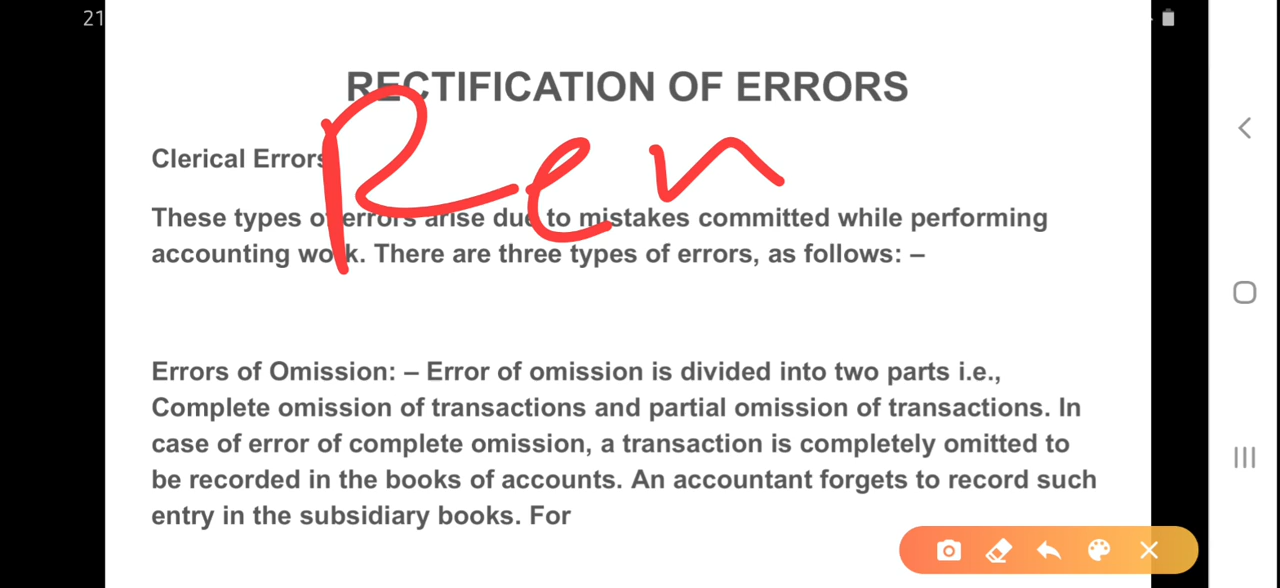 21
RECTIFICATION OF ERRORS
Clerical Errors
Ren
These types of errors arise due to mistakes committed while performing
accounting work. There are three types of errors, as follows: –
Errors of Omission: – Error of omission is divided into two parts i.e.,
Complete omission of transactions and partial omission of transactions. In
case of error of complete omission, a transaction is completely omitted to
be recorded in the books of accounts. An accountant forgets to record such
entry in the subsidiary books. For